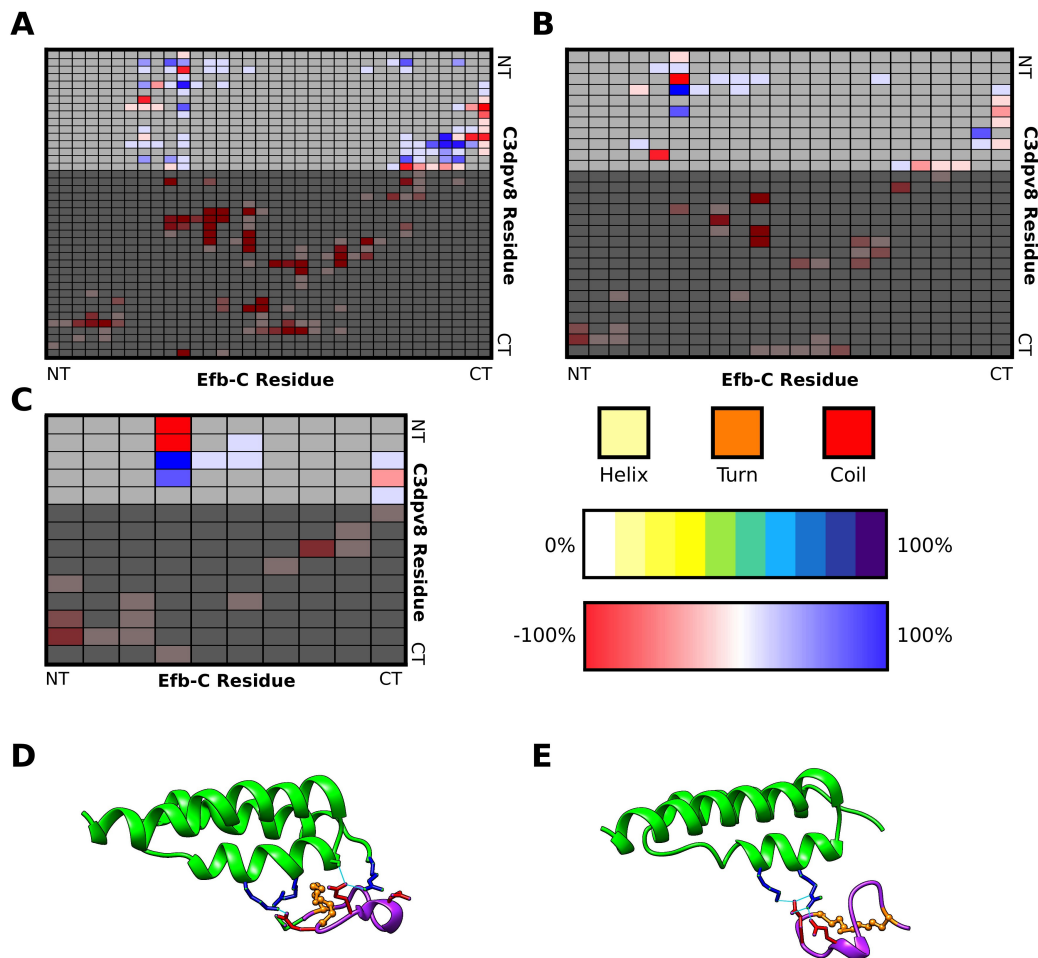 A
B
NT
C3dpv8 Residue
CT
NT
C3dpv8 Residue
CT
NT
Efb-C Residue
CT
NT
Efb-C Residue
CT
C
NT
C3dpv8 Residue
CT
NT
Efb-C Residue
CT
Helix
Turn
Coil
0%
100%
-100%
100%
D
E